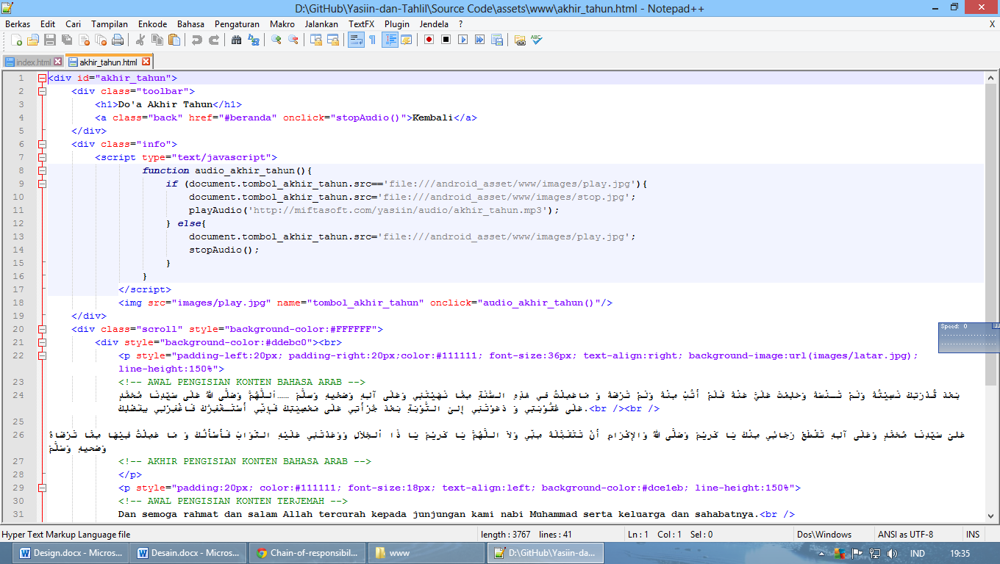 D:\GitHub\Yasiin-dan-Tahlil\Source Code\assets\www\akhir_tahun.html - Notepad++
Berkas Edit Cari Tampilan Enkode Bahasa Pengaturan Makro Jalankan TextFX Plugin Jendela ? X
index.html akhir_tahun.html
1 <div id="akhir_tahun">
2 <div class="toolbar">
3 <h1>Do'a Akhir Tahun</h1>
4 <a class="back" href="#beranda" onclick="stopAudio()">Kembali</a>
5 </div>
6 <div class="info">
7 <script type="text/javascript">
8 function audio_akhir_tahun(){
9 if (document.tombol_akhir_tahun.src=='file:///android_asset/www/images/play.jpg'){
10 document.tombol_akhir_tahun.src='file:///android_asset/www/images/stop.jpg';
11 playAudio('http://miftasoft.com/yasiin/audio/akhir_tahun.mp3');
12 } else{
13 document.tombol_akhir_tahun.src='file:///android_asset/www/images/play.jpg';
14 stopAudio();
15 }
16 }
17 </script>
18 <img src="images/play.jpg" name="tombol_akhir_tahun" onclick="audio_akhir_tahun()"/>
19 </div>
20 <div class="scroll" style="background-color:#FFFFFF">
21 <div style="background-color:#ddebc0"><br>
22 <p style="padding-left:20px; padding-right:20px;color:#111111; font-size:36px; text-align:right; background-image:url(images/latar.jpg);
line-height:150%">
23 <!-- AWAL PENGISIAN KONTEN BAHASA ARAB -->
24 بَعْدَ قُدْرَتِكَ نَسِيْتُهُ وَلَمْ تَـنْسَهُ وَحَلِمْتَ عَلَيَّ عَنْهُ فَلَمْ أَتُبْ مِنْهُ وَلَمْ تَرْضَهُ وَ مَاعَمِلْتُ فِي هَذِهِ السَّنَةِ مِمَّا نَهَيْتَنِي وَعَلَى آلِهِ وَصَحْبِهِ وَسَلَّمَ ......اَللَّهُمَّ وَصَلَّى اللهُ عَلَى سَيِّدِنَا مُحَمَّدٍ
عَلَى عُقُوْبَتِي وَ دَعَوْتَنِي إِلىَ التَّوْبَةِ بَعْدَ جُرْأَتِي عَلَى مَعْصِيَتِكَ فَإِنِّي أَسْتَـغْفِرُكَ فَاغْفِرْلِي بِفَضْلِكَ.<br /><br />
25
26 عَلىَ سَيِّدِنَا مُحَمَّدٍ وَعَلَى آلِهِ تَقْطَعْ رَجَائِي مِنْكَ يَا كَرِيْمُ وَصَلَّى اللهُ وَالإِكْرَامِ أَنْ تَتَقَبَّلَهُ مِنِّي وَلاَ اللَّهُمَّ يَا كَرِيْمُ يَا ذَا اْلجَلاَلِ وَوَعَدْتَنِي عَلَيْهِ الثَّوَابَ فَأَسْأَلُكَ وَ مَا عَمِلْتُ فِيْهَا مِمَّا تَرْضَاهُ
وَصَحْبِهِ وَسَلَّمَ
27 <!-- AKHIR PENGISIAN KONTEN BAHASA ARAB -->
28 </p>
29 <p style="padding:20px; color:#111111; font-size:18px; text-align:left; background-color:#dce1eb; line-height:150%">
30 <!-- AWAL PENGISIAN KONTEN TERJEMAH -->
31 Dan semoga rahmat dan salam Allah tercurah kepada junjungan kami nabi Muhammad serta keluarga dan sahabatnya.<br />
Speed: 0
Hyper Text Markup Language file length : 3767 lines : 41 Ln : 1 Col : 1 Sel : 0 Dos\Windows ANSI as UTF-8 INS
Design.docx - Micros... Desain.docx - Micros... Chain-of-responsibil... www D:\GitHub\Yasiin-da... IND 19:35